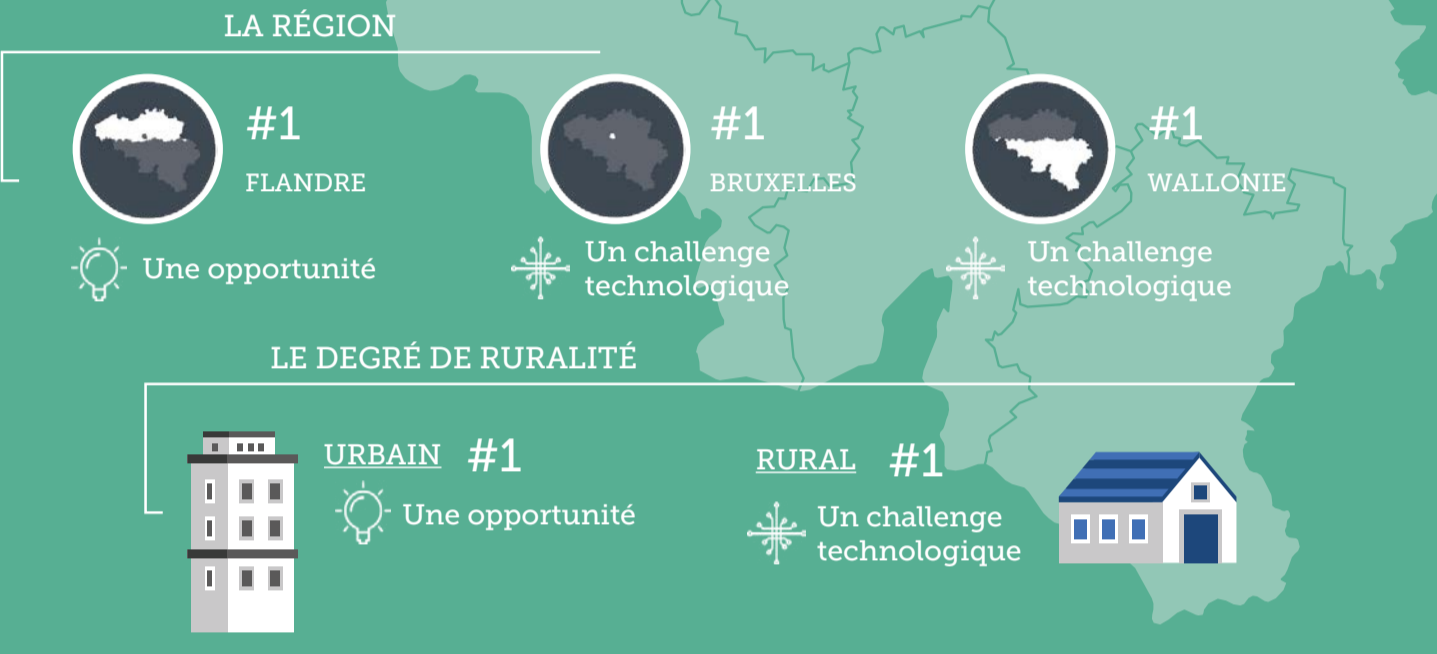 LA RÉGION
#1
FLANDRE
Une opportunité
#1
BRUXELLES
Un challenge
technologique
#1
WALLONIE
Un challenge
technologique
LE DEGRÉ DE RURALITÉ
URBAIN #1
Une opportunité
RURAL #1
Un challenge
technologique